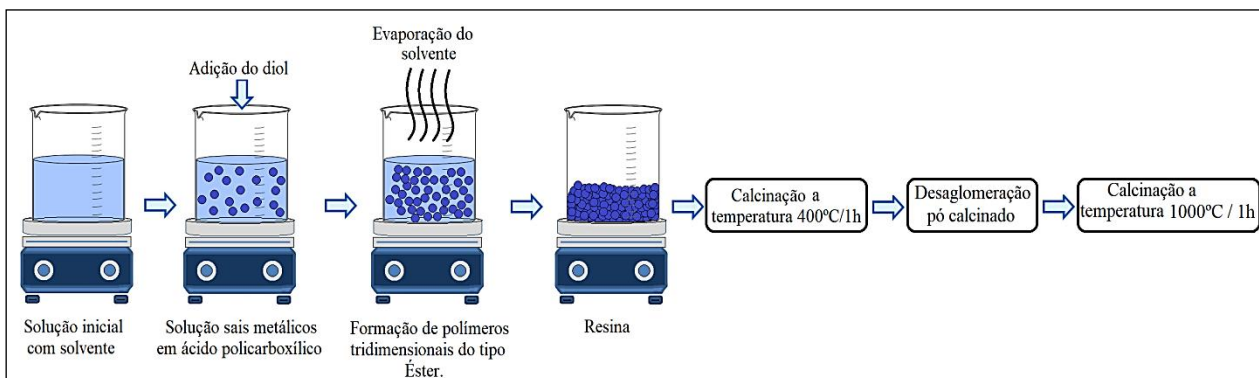 Adição do diol
Evaporação do
solvente
Solução inicial
com solvente
Solução sais metálicos
em ácido policarboxílico
Formação de polímeros
tridimensionais do tipo
Éster.
Resina
Calcinação a
temperatura 400ºC/1h
Desaglomeração
pó calcinado
Calcinação a
temperatura 1000ºC / 1h